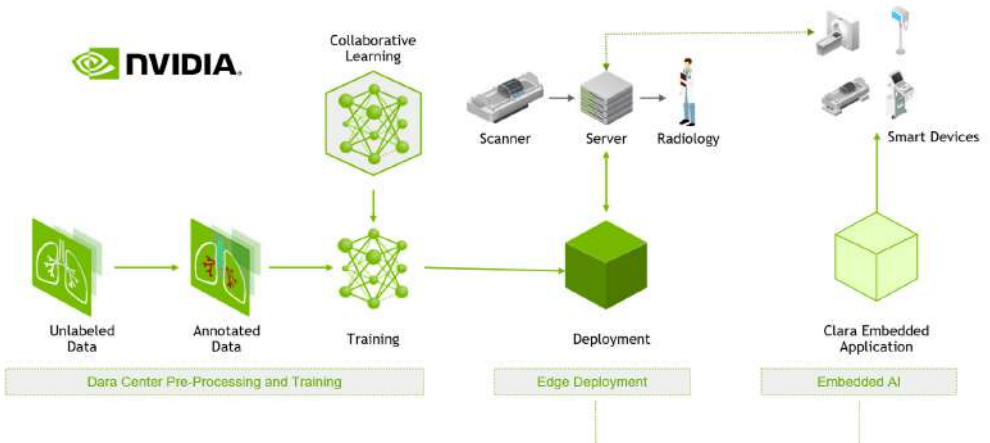 NVIDIA.
Collaborative
Learning
Scanner
Server
Radiology
Smart Devices
Unlabeled
Data
Annotated
Data
Training
Deployment
Clara Embedded
Application
Dara Center Pre-Processing and Training
Edge Deployment
Embedded AI